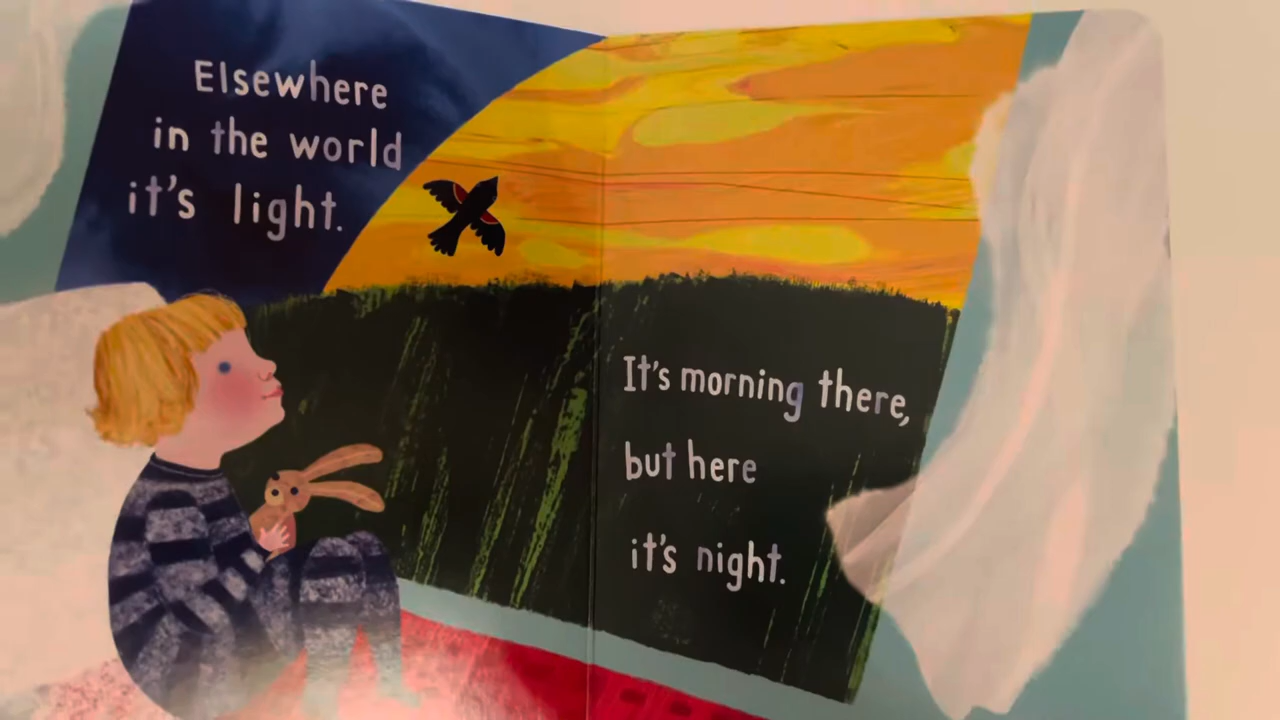 Elsewhere
in the world
it's light.
It's morning there,
but here
it's night.